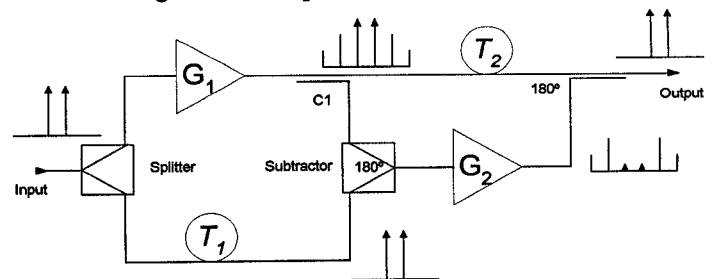 G1
T2
C1
180º
Output
Input
Splitter
Subtractor
180º
G2
T1